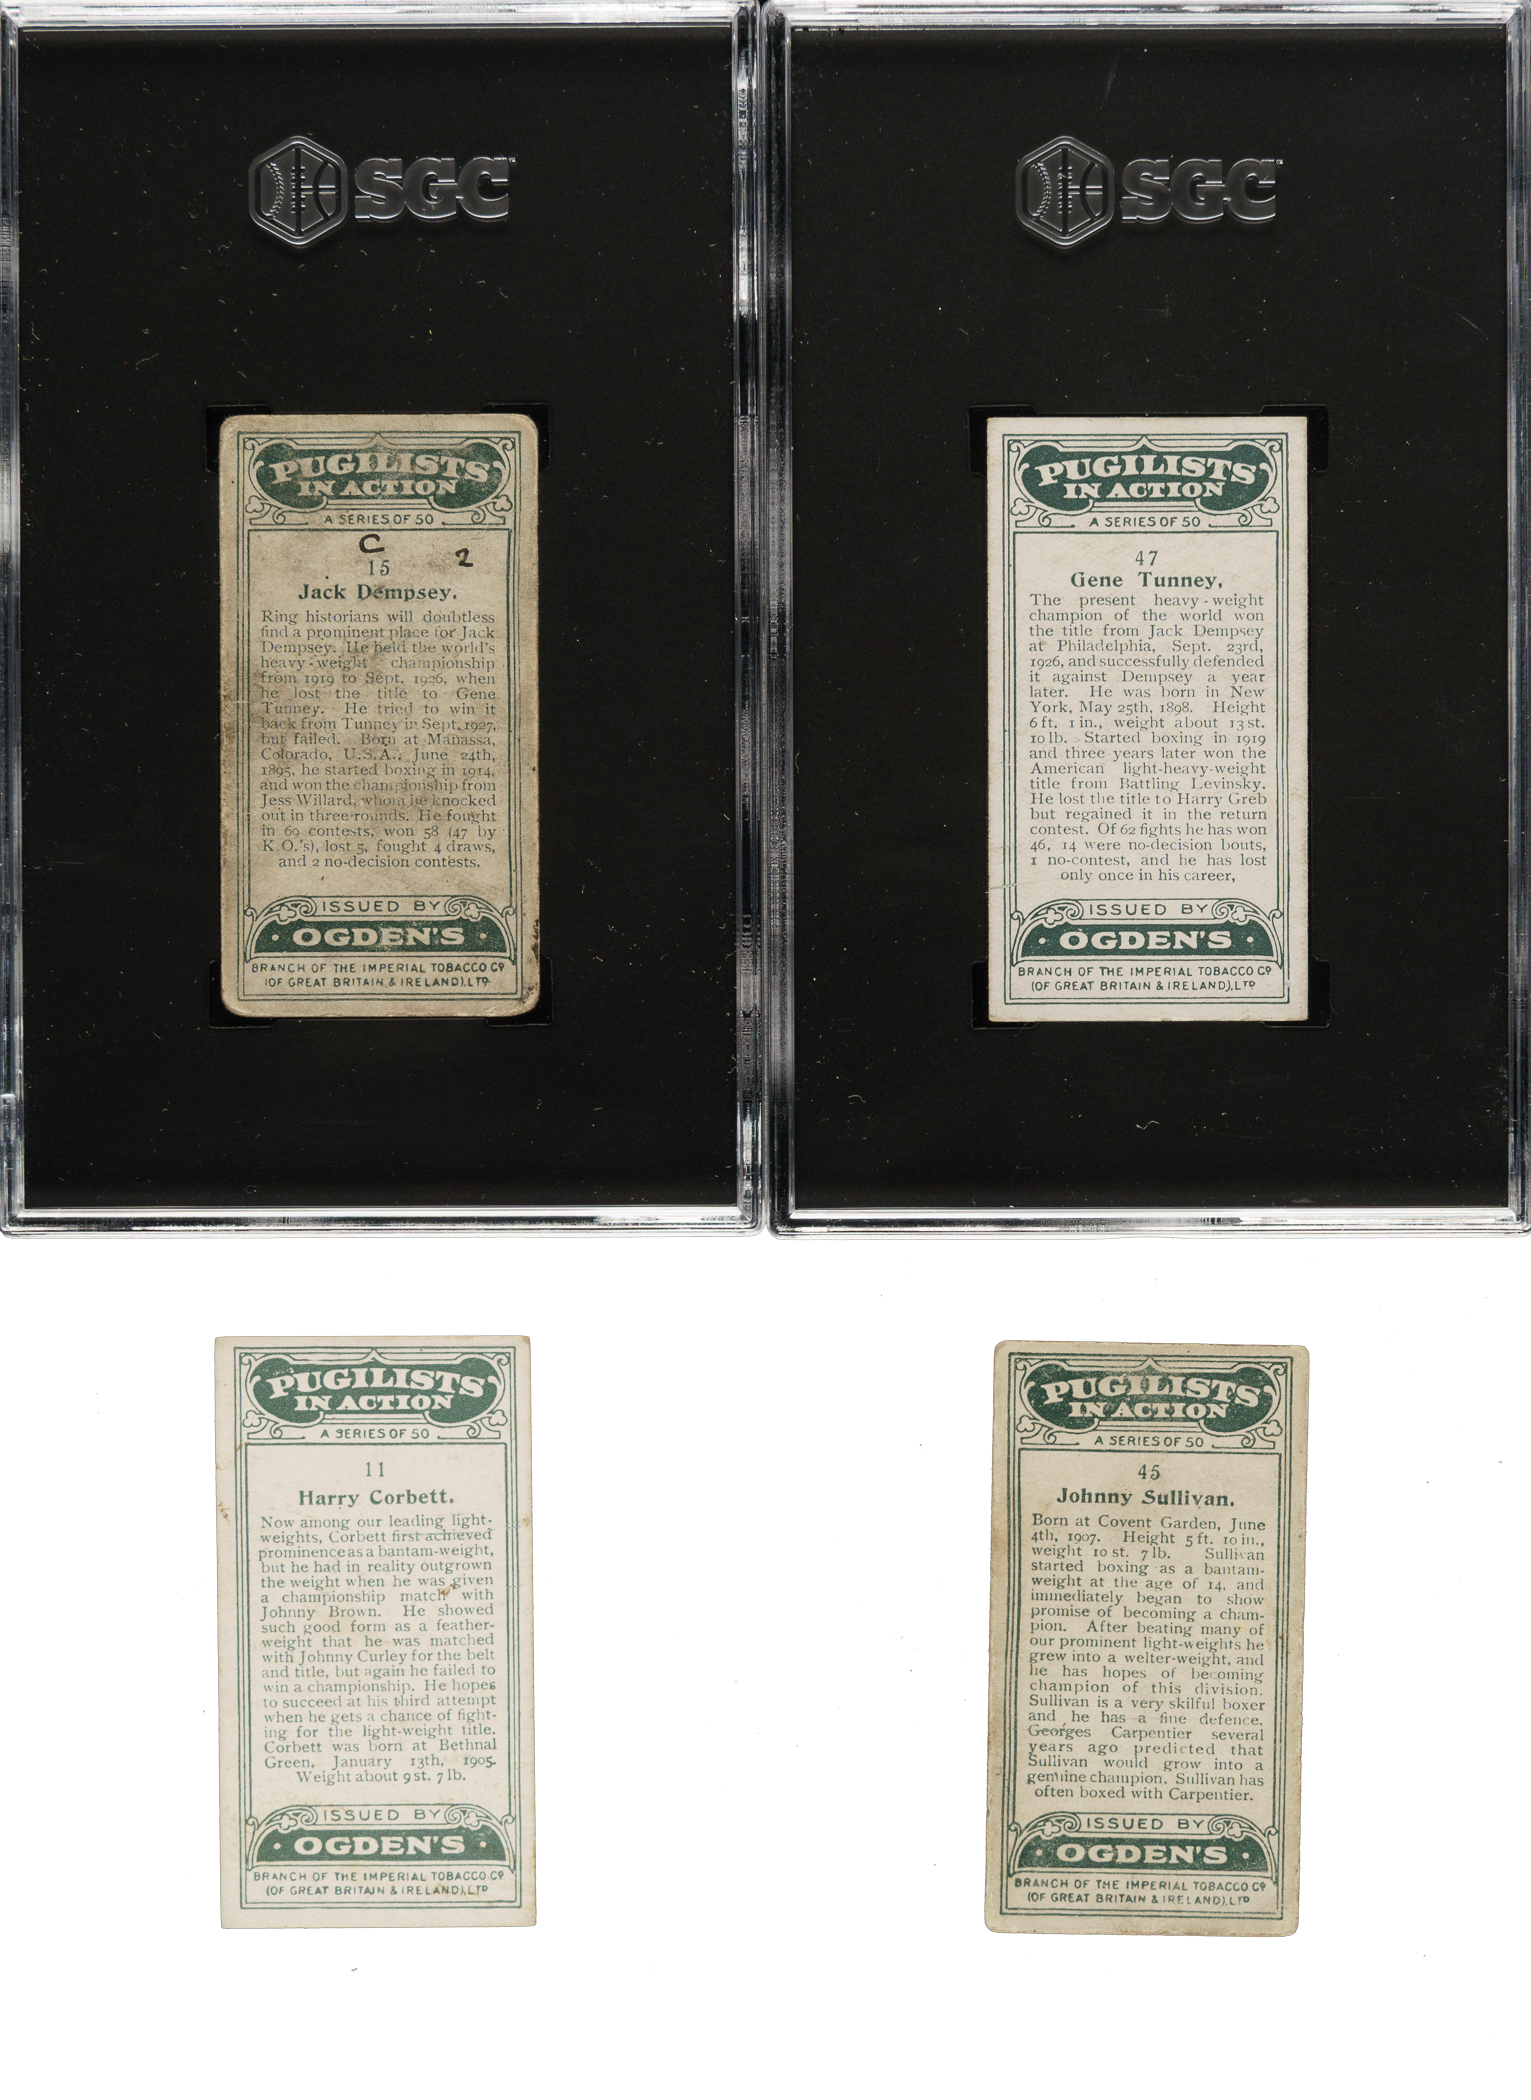 SGC
PUGILISTS
IN ACTION
A SERIES OF 50
C
2
15
Jack Dempsey.
Ring historians will doubtless
find a prominent place for Jack
Dempsey. He held the world's
heavy-weight championship
from 1919 to Sept. 1926, when
he lost the title to Gene
Tunney. He tried to win it
back from Tunney in Sept. 1927,
but failed. Born at Manassa,
Colorado, U.S.A., June 24th,
1895, he started boxing in 1914,
and won the championship from
Jess Willard, whom he knocked
out in three rounds. He fought
in 69 contests, won 58 (47 by
K.O.'s), lost 5, fought 4 draws,
and 2 no-decision contests.
ISSUED BY
· OGDEN'S ·
BRANCH OF THE IMPERIAL TOBACCO Co
(OF GREAT BRITAIN & IRELAND), LTD
SGC
PUGILISTS
IN ACTION
A SERIES OF 50
47
Gene Tunney,
The present heavy-weight
champion of the world won
the title from Jack Dempsey
at Philadelphia, Sept. 23rd,
1926, and successfully defended
it against Dempsey a year
later. He was born in New
York, May 25th, 1898. Height
6 ft. 1 in., weight about 13 st.
10 lb. Started boxing in 1919
and three years later won the
American light-heavy-weight
title from Battling Levinsky.
He lost the title to Harry Greb
but regained it in the return
contest. Of 62 fights he has won
46, 14 were no-decision bouts,
1 no-contest, and he has lost
only once in his career,
ISSUED BY
· OGDEN'S ·
BRANCH OF THE IMPERIAL TOBACCO Co
(OF GREAT BRITAIN & IRELAND), LTD
PUGILISTS
IN ACTION
A SERIES OF 50
11
Harry Corbett.
Now among our leading light-
weights, Corbett first achieved
prominence as a bantam-weight,
but he had in reality outgrown
the weight when he was given
a championship match with
Johnny Brown. He showed
such good form as a feather-
weight that he was matched
with Johnny Curley for the belt
and title, but again he failed to
win a championship. He hopes
to succeed at his third attempt
when he gets a chance of fight-
ing for the light-weight title.
Corbett was born at Bethnal
Green, January 13th, 1905.
Weight about 9 st. 7 lb.
ISSUED BY
· OGDEN'S ·
BRANCH OF THE IMPERIAL TOBACCO Co
(OF GREAT BRITAIN & IRELAND), LTD
PUGILISTS
IN ACTION
A SERIES OF 50
45
Johnny Sullivan.
Born at Covent Garden, June
4th, 1907. Height 5 ft. 10 in.,
weight 10 st. 7 lb. Sullivan
started boxing as a bantam-
weight at the age of 14, and
immediately began to show
promise of becoming a cham-
pion. After beating many of
our prominent light-weights he
grew into a welter-weight, and
he has hopes of becoming
champion of this division.
Sullivan is a very skilful boxer
and he has a fine defence.
Georges Carpentier several
years ago predicted that
Sullivan would grow into a
genuine champion. Sullivan has
often boxed with Carpentier.
ISSUED BY
· OGDEN'S ·
BRANCH OF THE IMPERIAL TOBACCO Co
(OF GREAT BRITAIN & IRELAND), LTD